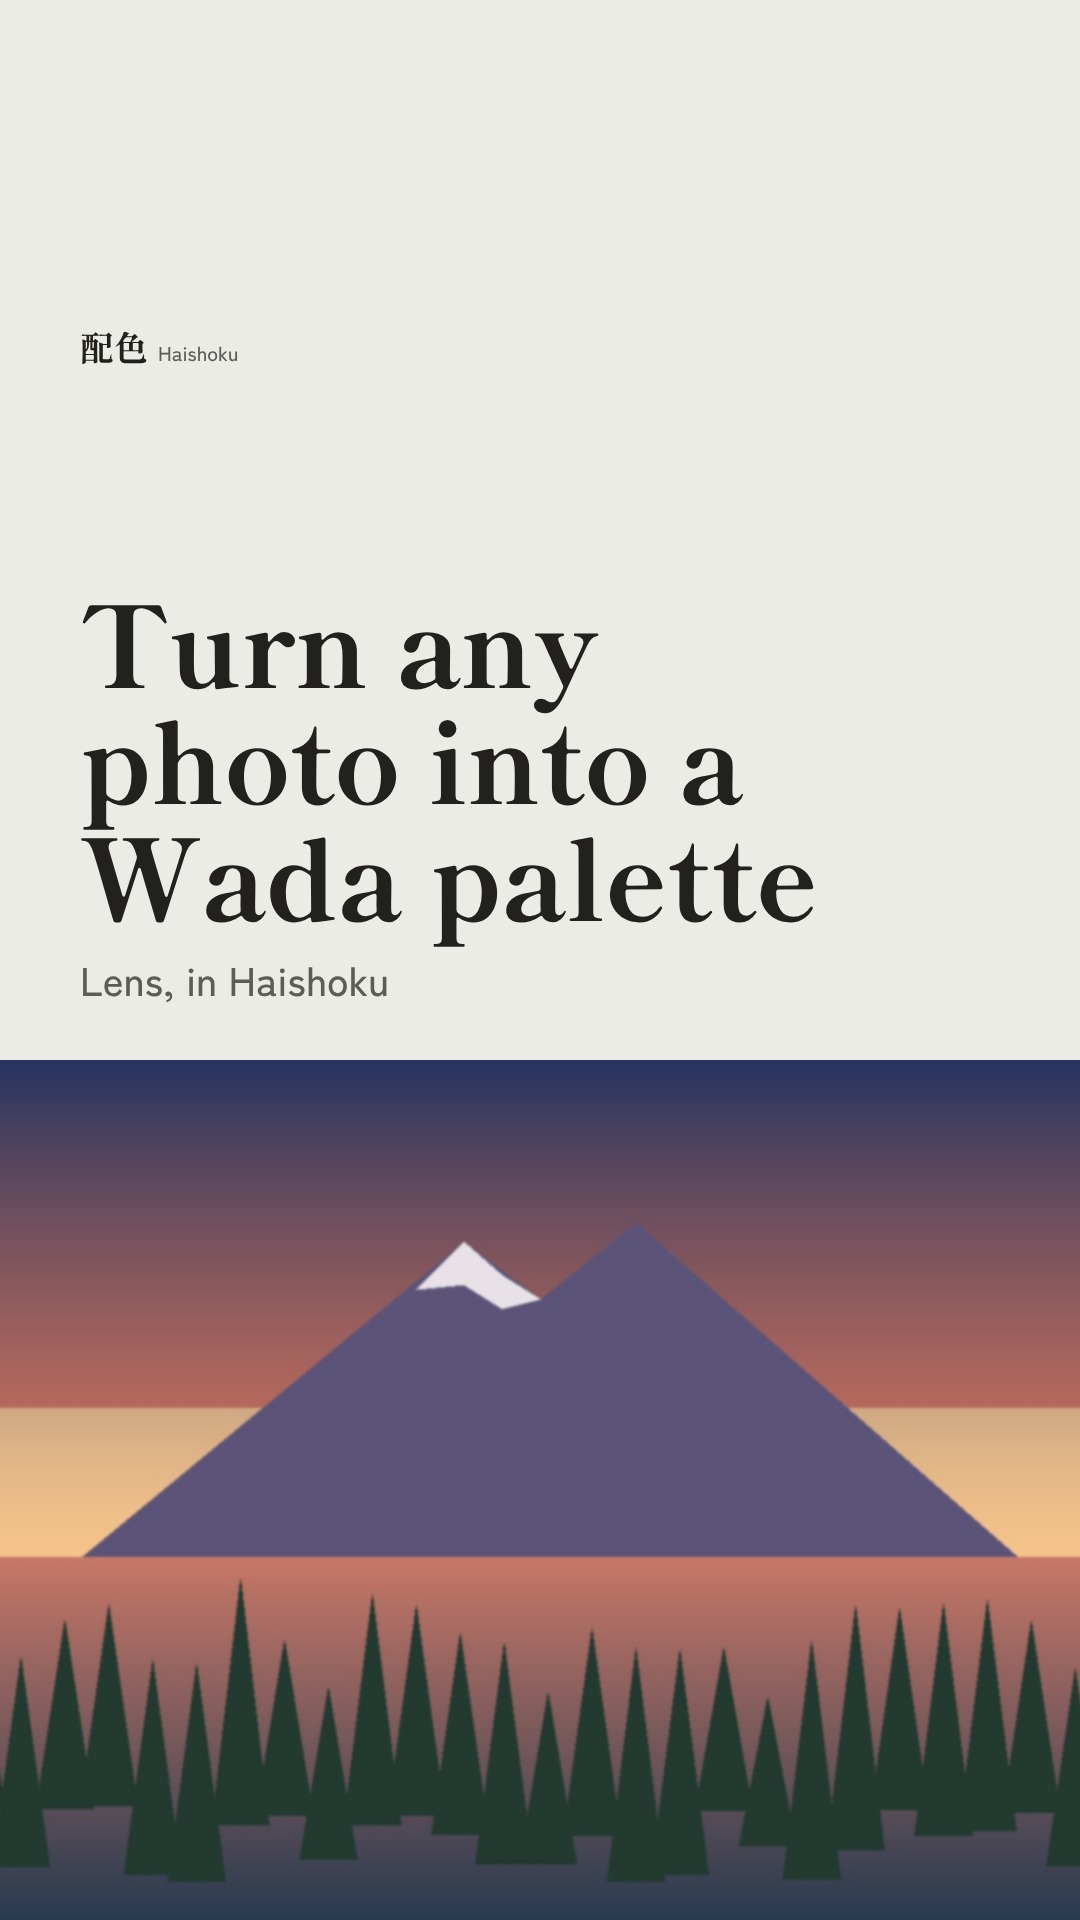 配色 Haishoku
Turn any
photo into a
Wada palette
Lens, in Haishoku